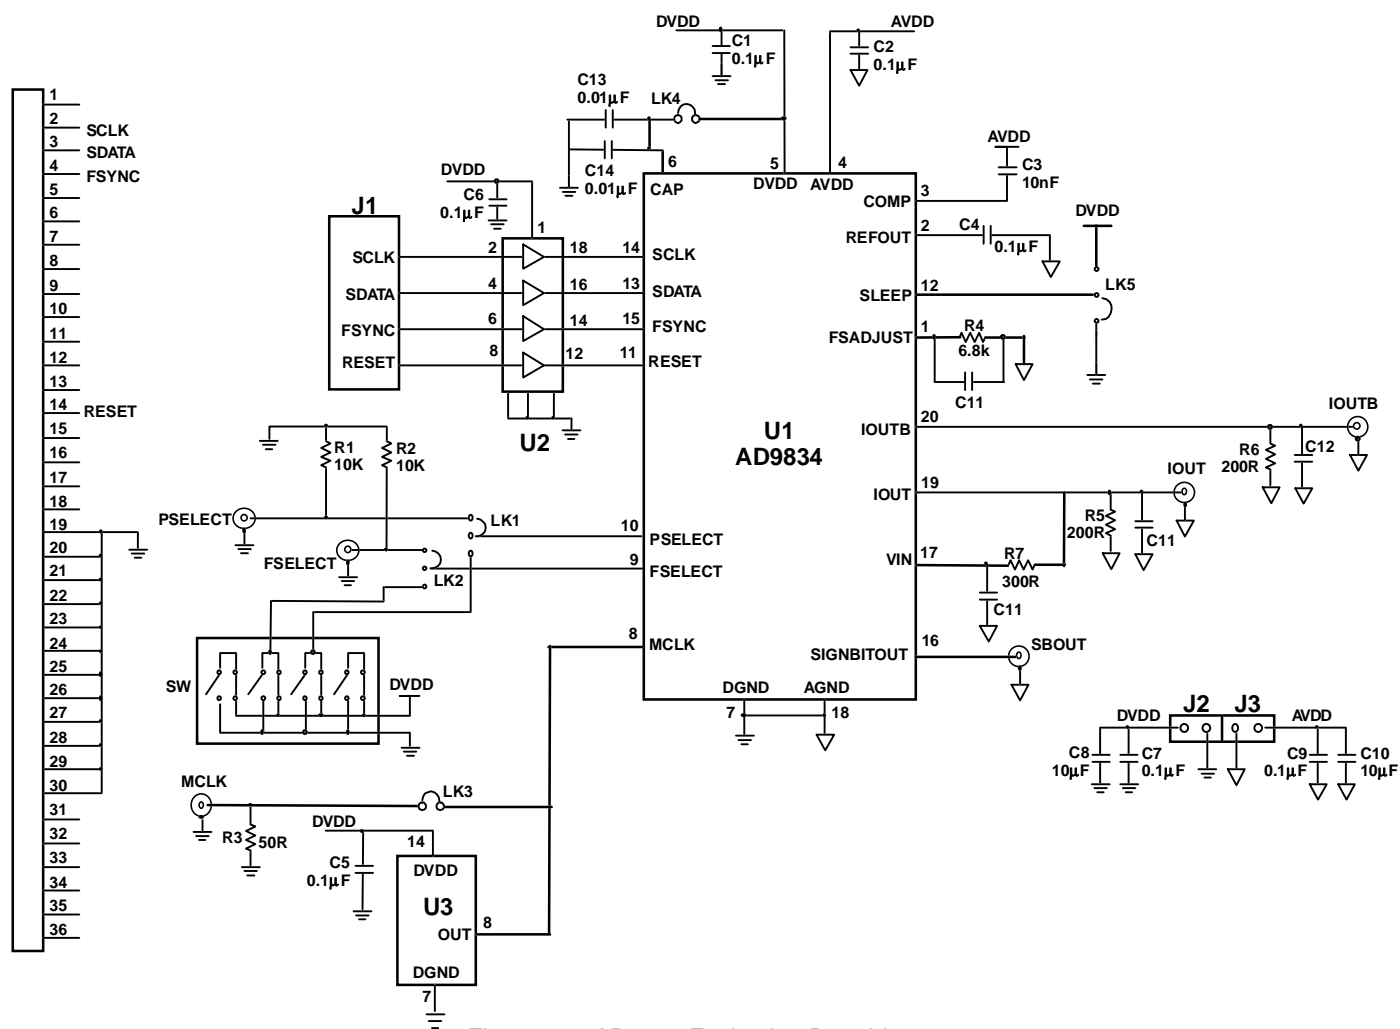 DVDD
AVDD
C1
0.1µF
C2
0.1µF
C13
0.01µF
LK4
C14
0.01µF
6
5
4
CAP
DVDD
AVDD
1
2
SCLK
3
SDATA
4
FSYNC
5
6
7
8
9
10
11
12
13
14
RESET
15
16
17
18
19
20
21
22
23
24
25
26
27
28
29
30
31
32
33
34
35
36
DVDD
C6
0.1µF
1
J1
SCLK
2
18
14
SCLK
SDATA
4
16
13
SDATA
FSYNC
6
14
15
FSYNC
RESET
8
12
11
RESET
U2
AVDD
C3
10nF
COMP
3
REFOUT
2
C4
0.1µF
DVDD
SLEEP
12
LK5
FSADJUST
1
R4
6.8k
C11
U1
AD9834
IOUTB
20
IOUTB
R6
200R
C12
IOUT
19
IOUT
R5
200R
C11
VIN
17
R7
300R
C11
SIGNBITOUT
16
SBOUT
R1
10K
R2
10K
PSELECT
LK1
10
PSELECT
FSELECT
LK2
9
FSELECT
8
MCLK
SW
DVDD
DGND
AGND
7
18
J2
J3
DVDD
AVDD
C8
10µF
C7
0.1µF
C9
0.1µF
C10
10µF
MCLK
LK3
R3
50R
DVDD
14
C5
0.1µF
DVDD
U3
OUT
8
DGND
7